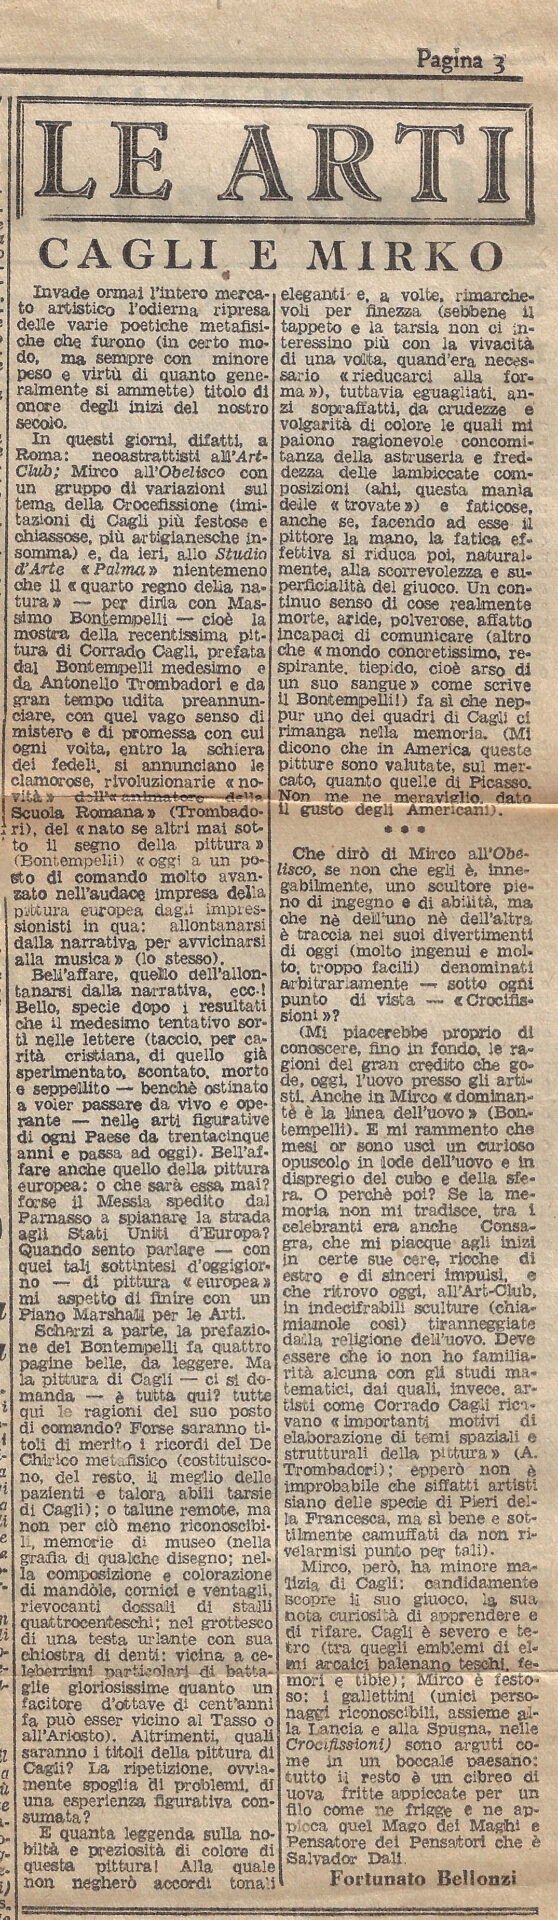 Pagina 3
LE ARTI
CAGLI E MIRKO
Invade ormai l'intero merca-
to artistico l'odierna ripresa
delle varie poetiche metafisi-
che che furono (in certo mo-
do, ma sempre con minore
peso e virtù di quanto gene-
ralmente si ammette) titolo di
onore degli inizi del nostro
secolo.
In questi giorni, difatti, a
Roma: neoastrattisti all'Art-
Club; Mirco all'Obelisco con
un gruppo di variazioni sul
tema della Crocefissione (imi-
tazioni di Cagli più festose e
chiassose, più artigianesche in-
somma) e, da ieri, allo Studio
d'Arte «Palma» nientemeno
che il «quarto regno della na-
tura» — per dirla con Mas-
simo Bontempelli — cioè la
mostra della recentissima pit-
tura di Corrado Cagli, prefata
dal Bontempelli medesimo e
da Antonello Trombadori e da
gran tempo udita preannun-
ciare, con quel vago senso di
mistero e di promessa con cui
ogni volta, entro la schiera
dei fedeli, si annunciano le
clamorose, rivoluzionarie «no-
vità» dell'«animatore della
Scuola Romana» (Trombado-
ri), del «nato se altri mai sot-
to il segno della pittura»
(Bontempelli) «oggi a un po-
sto di comando molto avan-
zato nell'audace impresa della
pittura europea dagli impres-
sionisti in qua: allontanarsi
dalla narrativa per avvicinarsi
alla musica» (lo stesso).
Bell'affare, quello dell'allon-
tanarsi dalla narrativa, ecc.!
Bello, specie dopo i resultati
che il medesimo tentativo sor-
tì nelle lettere (taccio, per ca-
rità cristiana, di quello già
sperimentato, scontato, morto
e seppellito — benchè ostinato
a voler passare da vivo e ope-
rante — nelle arti figurative
di ogni Paese da trentacinque
anni e passa ad oggi). Bell'af-
fare anche quello della pittura
europea: o che sarà essa mai?
forse il Messia spedito dal
Parnasso a spianare la strada
agli Stati Uniti d'Europa?
Quando sento parlare — con
quei tali sottintesi d'oggigior-
no — di pittura «europea»
mi aspetto di finire con un
Piano Marshall per le Arti.
Scherzi a parte, la prefazio-
ne del Bontempelli fa quattro
pagine belle, da leggere. Ma
la pittura di Cagli — ci si do-
manda — è tutta qui? tutte
qui le ragioni del suo posto
di comando? Forse saranno ti-
toli di merito i ricordi del De
Chirico metafisico (costituisco-
no, del resto, il meglio delle
pazienti e talora abili tarsie
di Cagli); o talune remote, ma
non per ciò meno riconoscibi-
li, memorie di museo (nella
grafia di qualche disegno; nel-
la composizione e colorazione
di mandòle, cornici e ventagli,
rievocanti dossali di stalli
quattrocenteschi; nel grottesco
di una testa urlante con sua
chiostra di denti: vicina a ce-
leberrimi particolari di batta-
glie gloriosissime quanto un
facitore d'ottave di cent'anni
fa può esser vicino al Tasso o
all'Ariosto). Altrimenti, quali
saranno i titoli della pittura di
Cagli? La ripetizione, ovvia-
mente spoglia di problemi, di
una esperienza figurativa con-
sumata?
E quanta leggenda sulla no-
biltà e preziosità di colore di
questa pittura! Alla quale
non negherò accordi tonali
eleganti e, a volte, rimarche-
voli per finezza (sebbene il
tappeto e la tarsia non ci in-
teressino più con la vivacità
di una volta, quand'era neces-
sario «rieducarci alla for-
ma»), tuttavia eguagliati, an-
zi sopraffatti, da crudezze e
volgarità di colore le quali mi
paiono ragionevole concomi-
tanza della astruseria e fred-
dezza delle lambiccate com-
posizioni (ahi, questa mania
delle «trovate») e faticose,
anche se, facendo ad esse il
pittore la mano, la fatica ef-
fettiva si riduca poi, natural-
mente, alla scorrevolezza e su-
perficialità del giuoco. Un con-
tinuo senso di cose realmente
morte, aride, polverose, affatto
incapaci di comunicare (altro
che «mondo concretissimo, re-
spirante, tiepido, cioè arso di
un suo sangue» come scrive
il Bontempelli!) fa sì che nep-
pur uno dei quadri di Cagli ci
rimanga nella memoria. (Mi
dicono che in America queste
pitture sono valutate, sul mer-
cato, quanto quelle di Picasso.
Non me ne meraviglio, dato
il gusto degli Americani).
* * *
Che dirò di Mirco all'Obe-
lisco, se non che egli è, inne-
gabilmente, uno scultore pie-
no di ingegno e di abilità, ma
che nè dell'uno nè dell'altra
è traccia nei suoi divertimenti
di oggi (molto ingenui e mol-
to, troppo facili) denominati
arbitrariamente — sotto ogni
punto di vista — «Crocifis-
sioni»?
(Mi piacerebbe proprio di
conoscere, fino in fondo, le ra-
gioni del gran credito che go-
de, oggi, l'uovo presso gli arti-
sti. Anche in Mirco «dominan-
tè è la linea dell'uovo» (Bon-
tempelli). E mi rammento che
mesi or sono uscì un curioso
opuscolo in lode dell'uovo e in
dispregio del cubo e della sfe-
ra. O perchè poi? Se la me-
moria non mi tradisce, tra i
celebranti era anche Consa-
gra, che mi piacque agli inizi
in certe sue cere, ricche di
estro e di sinceri impulsi, e
che ritrovo oggi, all'Art-Club,
in indecifrabili sculture (chia-
miamole così) tiranneggiate
dalla religione dell'uovo. Deve
essere che io non ho familia-
rità alcuna con gli studi ma-
tematici, dai quali, invece, ar-
tisti come Corrado Cagli rica-
vano «importanti motivi di
elaborazione di temi spaziali e
strutturali della pittura» (A.
Trombadori); epperò non è
improbabile che siffatti artisti
siano delle specie di Pieri del-
la Francesca, ma sì bene e sot-
tilmente camuffati da non ri-
velarmisi punto per tali).
Mirco, però, ha minore ma-
lizia di Cagli: candidamente
scopre il suo giuoco, la sua
nota curiosità di apprendere e
di rifare. Cagli è severo e te-
tro (tra quegli emblemi di el-
mi arcaici balenano teschi, fe-
mori e tibie); Mirco è festo-
so: i gallettini (unici perso-
naggi riconoscibili, assieme al-
la Lancia e alla Spugna, nelle
Crocifissioni) sono arguti co-
me in un boccale paesano:
tutto il resto è un cibreo di
uova fritte appiccate per un
filo come ne frigge e ne ap-
picca quel Mago dei Maghi e
Pensatore dei Pensatori che è
Salvador Dalì.
Fortunato Bellonzi